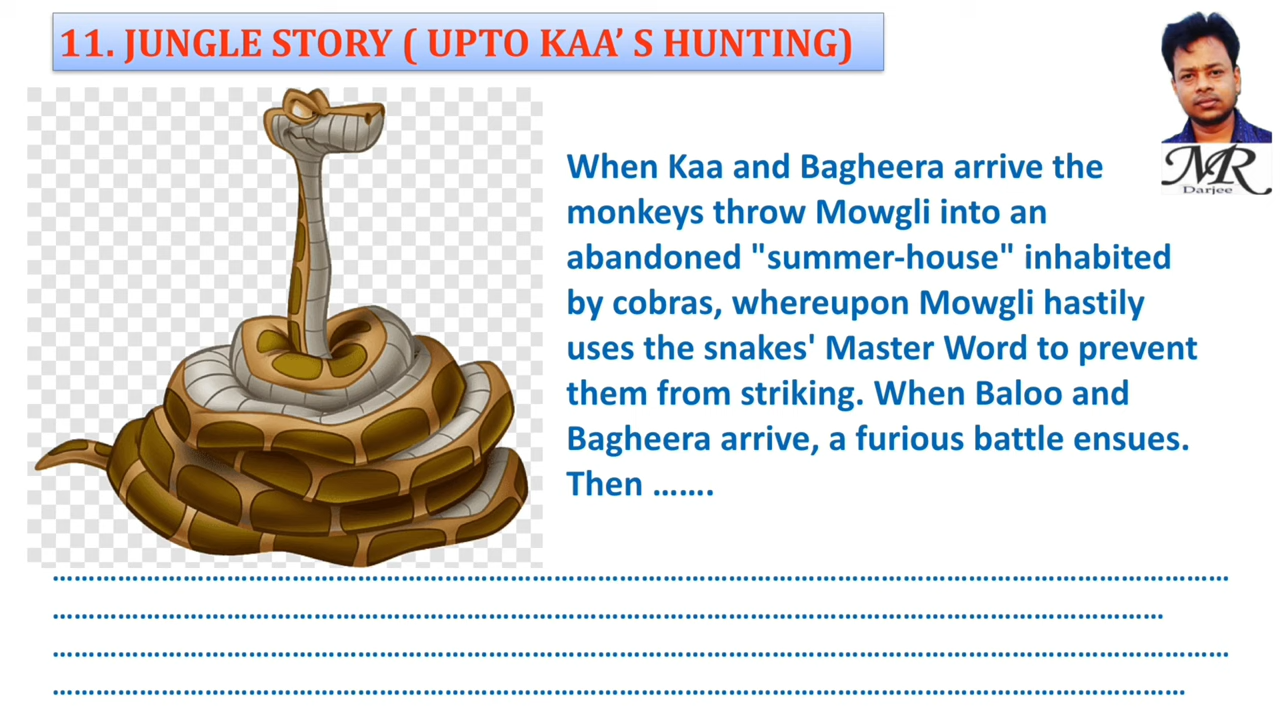 11. JUNGLE STORY ( UPTO KAA’ S HUNTING)
MR
Darjee
When Kaa and Bagheera arrive the
monkeys throw Mowgli into an
abandoned "summer-house" inhabited
by cobras, whereupon Mowgli hastily
uses the snakes' Master Word to prevent
them from striking. When Baloo and
Bagheera arrive, a furious battle ensues.
Then …….